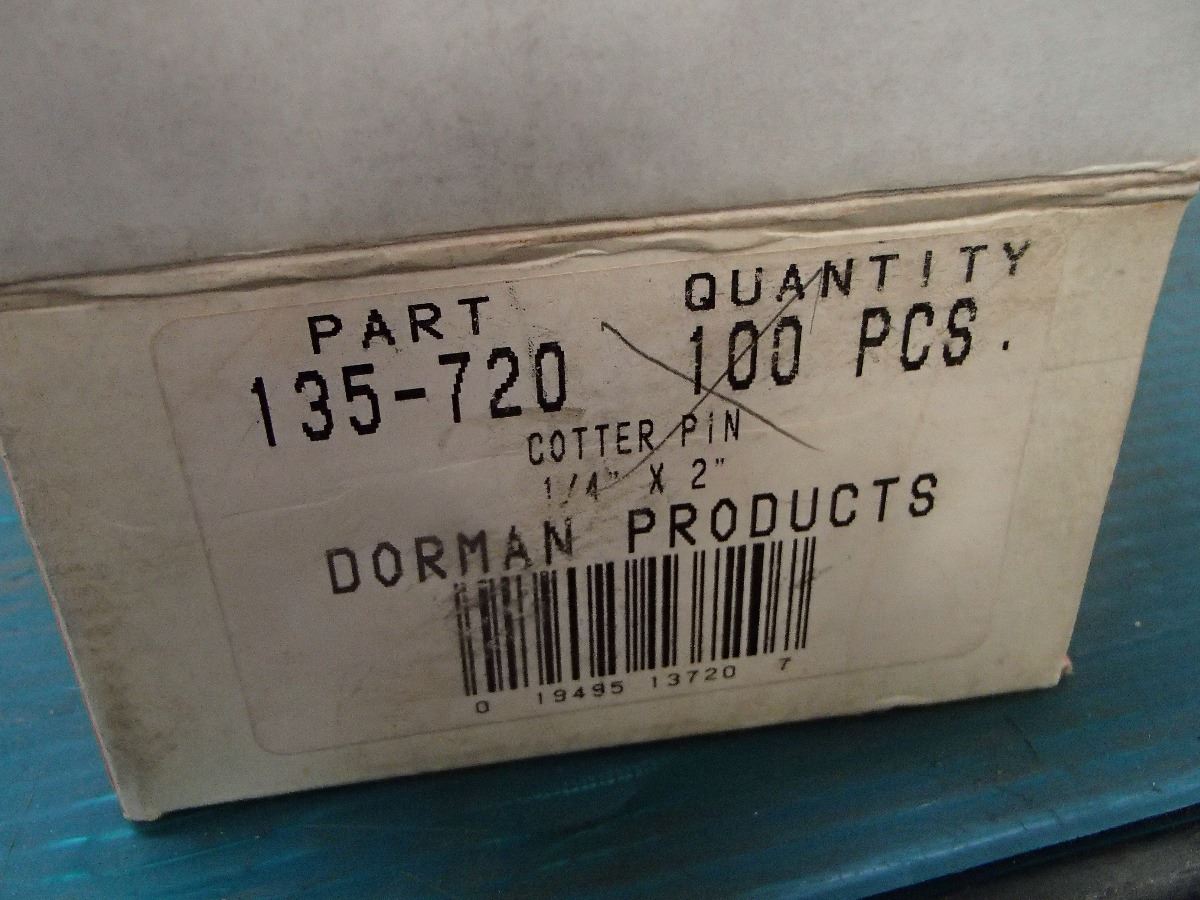 PART QUANTITY
135-720 100 PCS.
COTTER PIN
1/4" X 2"
DORMAN PRODUCTS
0 19495 13720 7